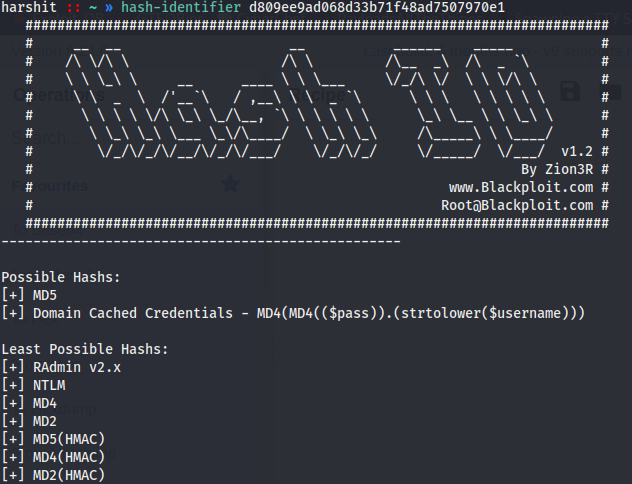 harshit :: ~ » hash-identifier d809ee9ad068d33b71f48ad7507970e1
v1.2
By Zion3R
www.Blackploit.com
Root@Blackploit.com
Possible Hashs:
[+] MD5
[+] Domain Cached Credentials - MD4(MD4(($pass)).(strtolower($username)))
Least Possible Hashs:
[+] RAdmin v2.x
[+] NTLM
[+] MD4
[+] MD2
[+] MD5(HMAC)
[+] MD4(HMAC)
[+] MD2(HMAC)